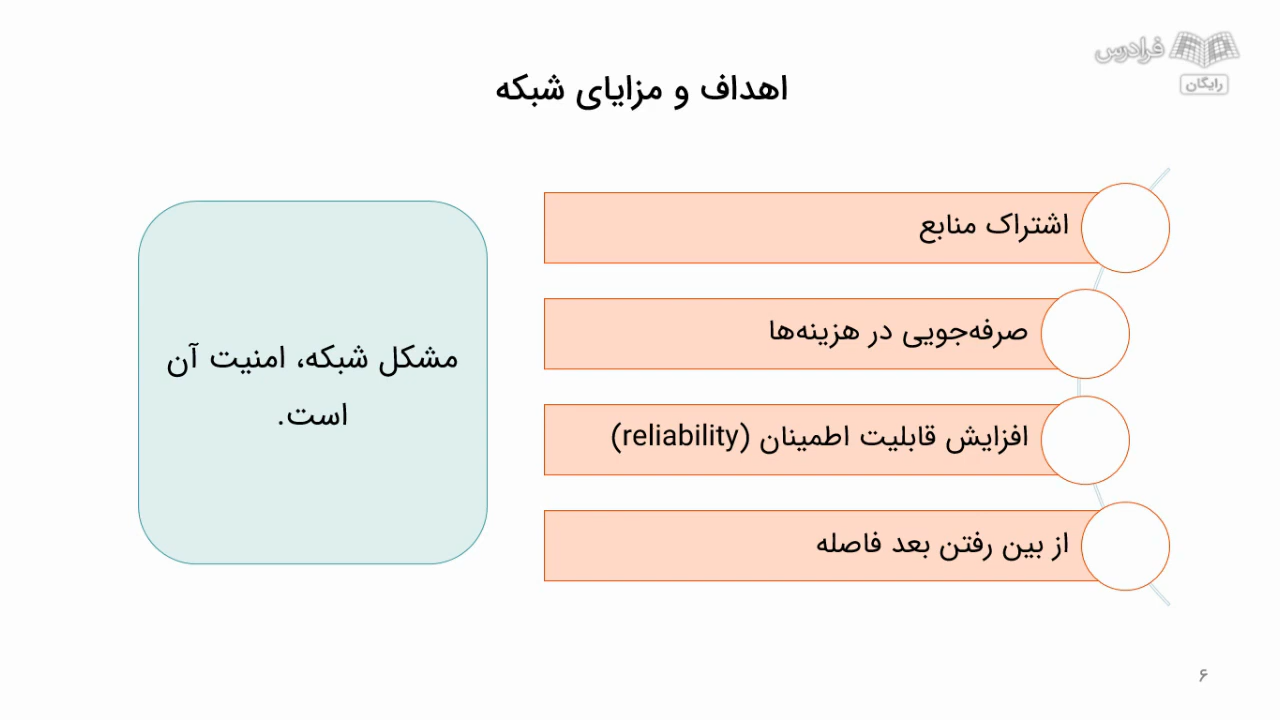 فرادرس
رایگان
اهداف و مزایای شبکه
اشتراک منابع
صرفه‌جویی در هزینه‌ها
افزایش قابلیت اطمینان (reliability)
از بین رفتن بعد فاصله
مشکل شبکه، امنیت آن
است.
۶